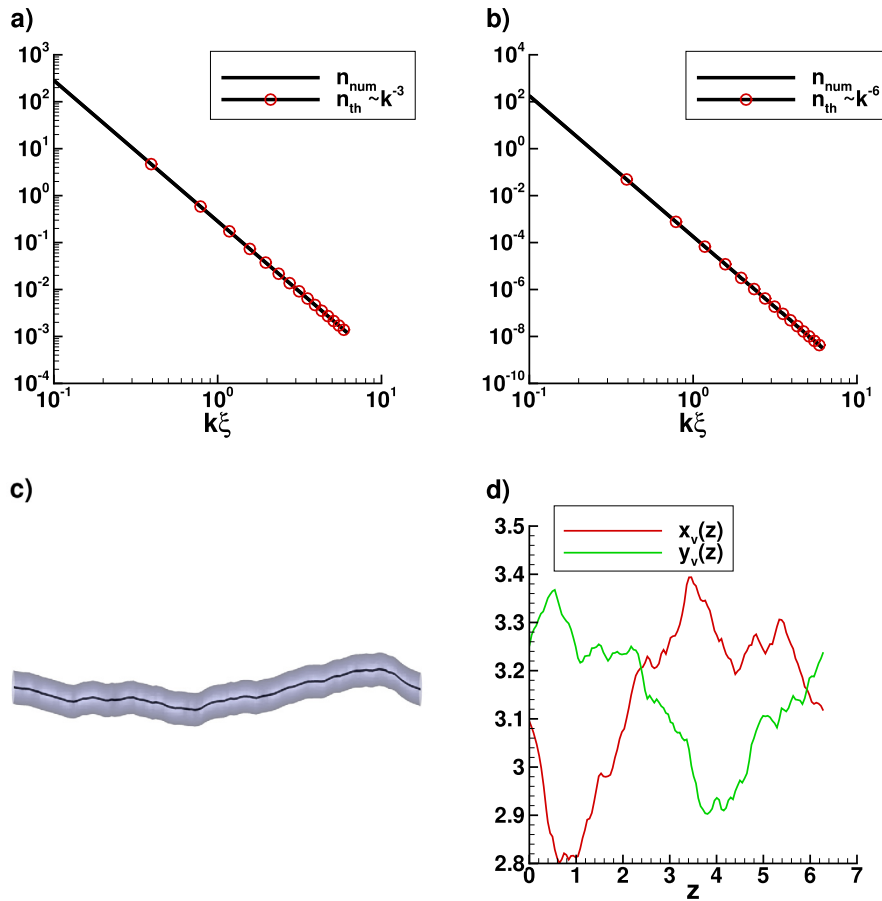 a)
10^3
10^2
10^1
10^0
10^-1
10^-2
10^-3
10^-4
n_num
n_th ~k^-3
10^-1
10^0
10^1
kξ
b)
10^4
10^2
10^0
10^-2
10^-4
10^-6
10^-8
10^-10
n_num
n_th ~k^-6
10^-1
10^0
10^1
kξ
c)
d)
3.5
3.4
3.3
3.2
3.1
3
2.9
2.8
x_v(z)
y_v(z)
0 1 2 3 4 5 6 7
z